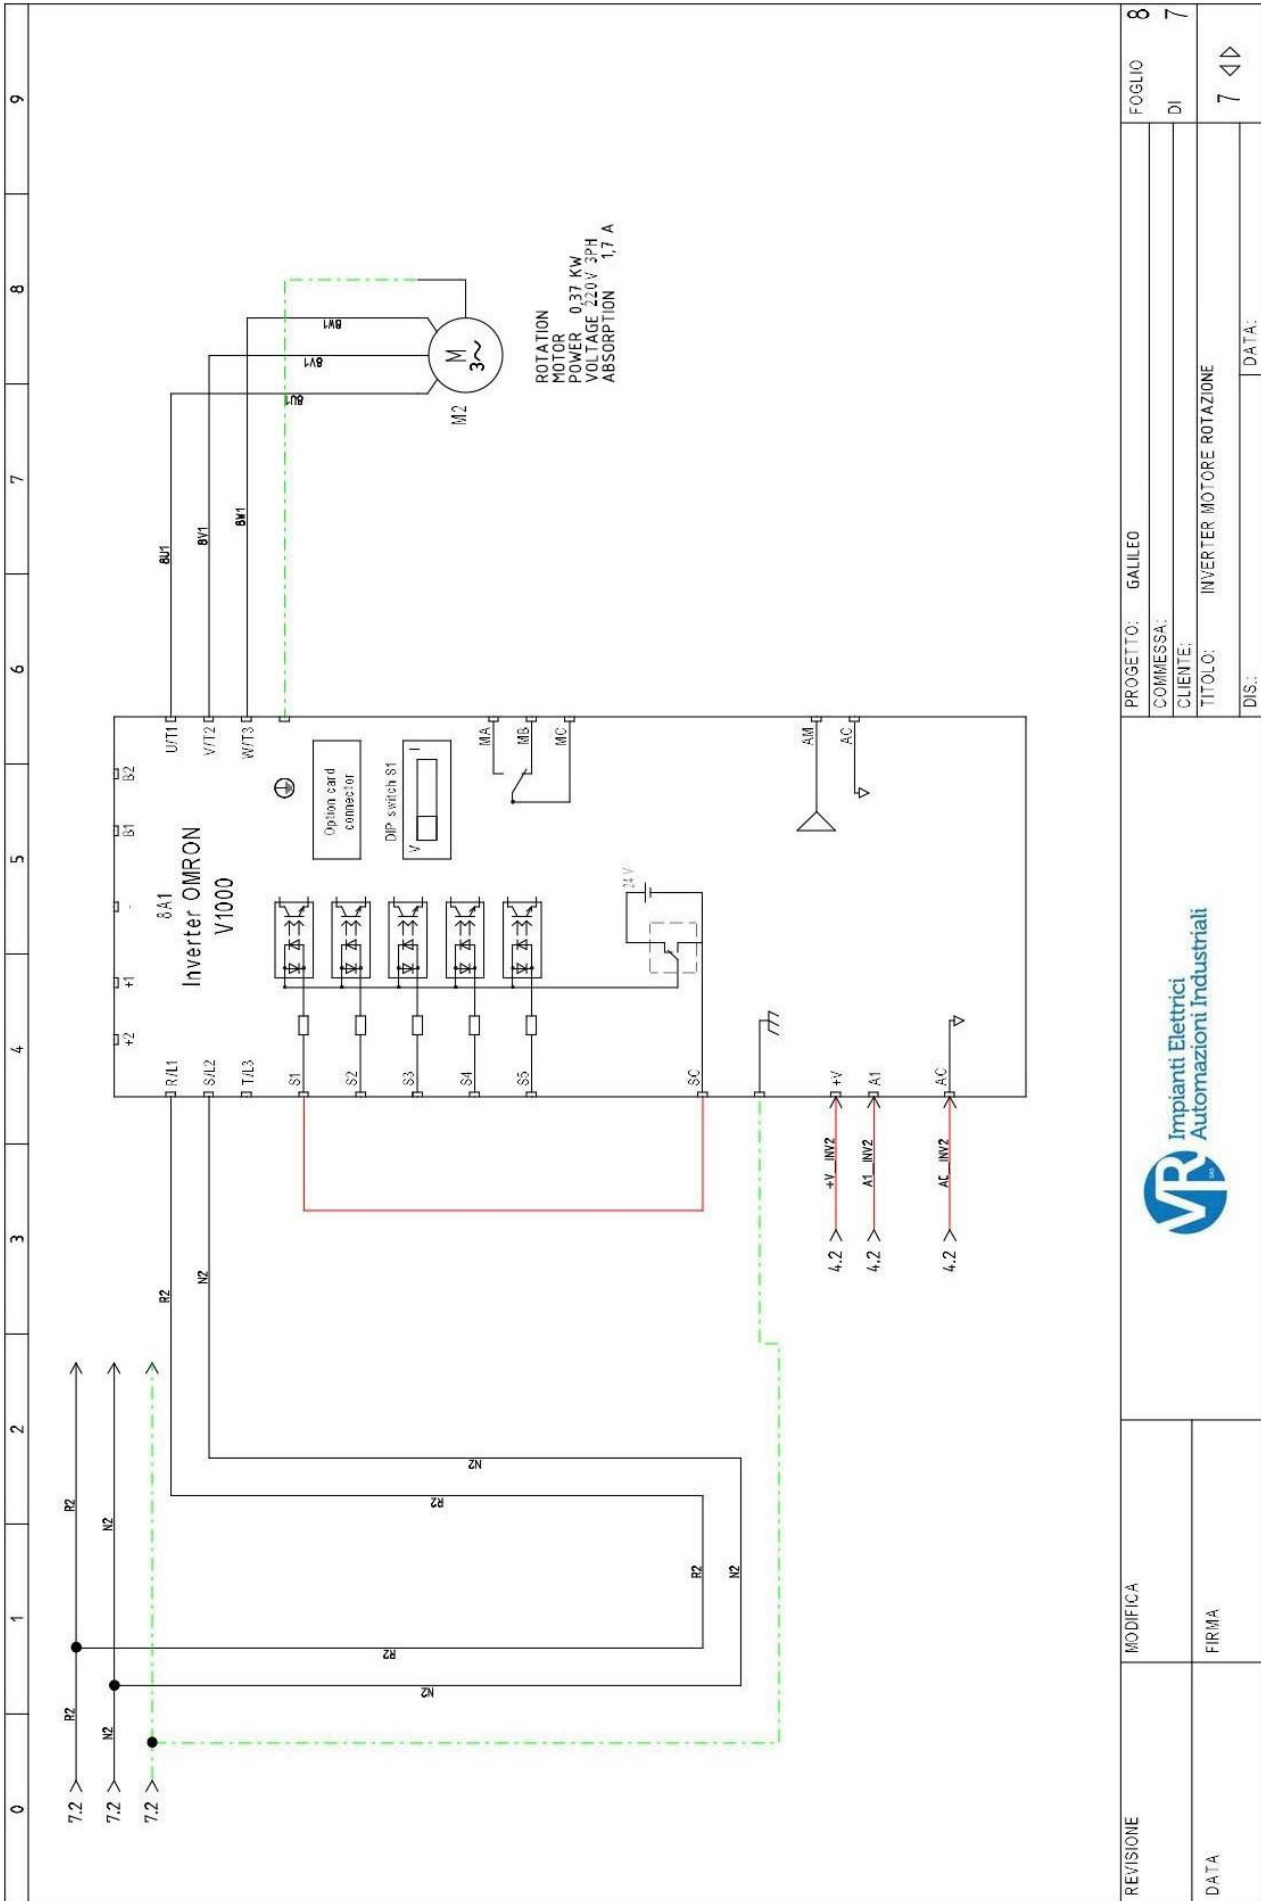 0 1 2 3 4 5 6 7 8 9
7.2 R2 R2
7.2 N2 N2
7.2
R2
N2
R2
N2
R2
N2
R2
N2
+2 +1 - B1 B2
8A1
Inverter OMRON
V1000
R/L1
S/L2
T/L3
S1
S2
S3
S4
S5
SC
+V
A1
AC
4.2 +V_INV2
4.2 A1_INV2
4.2 AC_INV2
24 V
Option card
connector
DIP switch S1
V I
U/T1
V/T2
W/T3
MA
MB
MC
AM
AC
8U1
8V1
8W1
8U1
8V1
8W1
M2
M
3~
ROTATION
MOTOR
POWER 0,37 KW
VOLTAGE 220V 3PH
ABSORPTION 1,7 A
REVISIONE MODIFICA
DATA FIRMA
VR
Impianti Elettrici
Automazioni Industriali
PROGETTO: GALILEO
COMMESSA:
CLIENTE:
TITOLO: INVERTER MOTORE ROTAZIONE
DIS.: DATA:
FOGLIO 8
DI 7
7